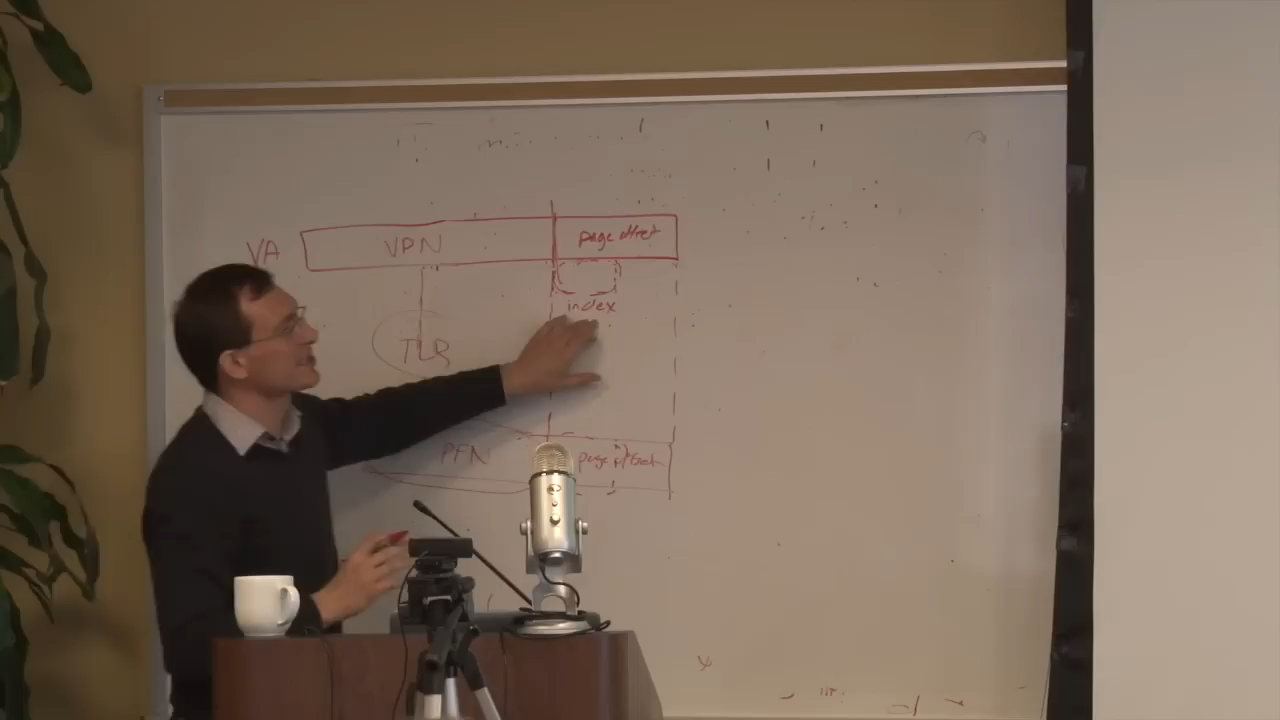 VA VPN page offset
index
TLB
PFN page offset